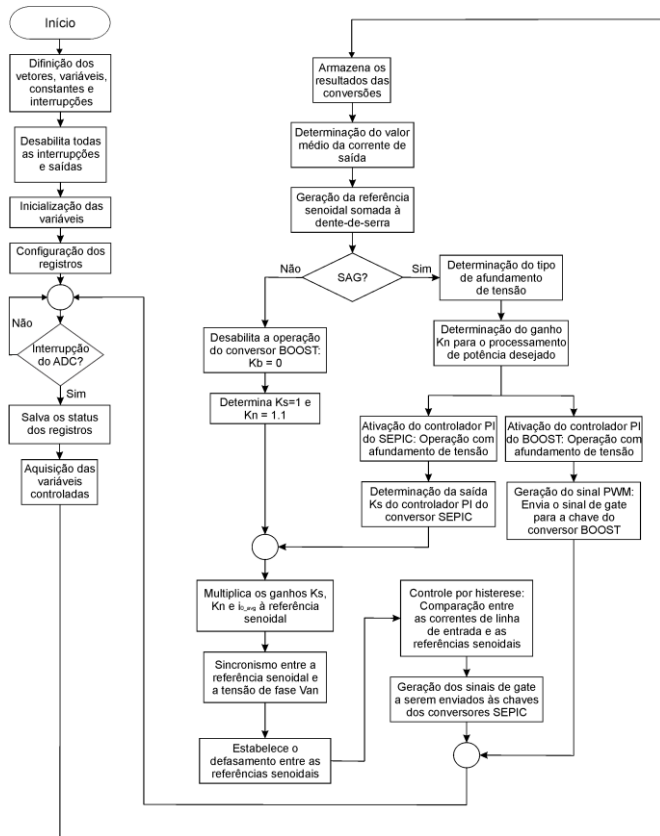 Início
Difinição dos
vetores, variáveis,
constantes e
interrupções
Desabilita todas
as interrupções
e saídas
Inicialização das
variáveis
Configuração dos
registros
Não
Interrupção
do ADC?
Sim
Salva os status
dos registros
Aquisição das
variáveis
controladas
Armazena os
resultados das
conversões
Determinação do valor
médio da corrente de
saída
Geração da referência
senoidal somada à
dente-de-serra
Não
SAG?
Sim
Desabilita a operação
do conversor BOOST:
Kb = 0
Determina Ks=1 e
Kn = 1.1
Determinação do tipo
de afundamento
de tensão
Determinação do ganho
Kn para o processamento
de potência desejado
Ativação do controlador PI
do SEPIC: Operação com
afundamento de tensão
Determinação da saída
Ks do controlador PI do
conversor SEPIC
Ativação do controlador PI
do BOOST: Operação com
afundamento de tensão
Geração do sinal PWM:
Envia o sinal de gate
para a chave do
conversor BOOST
Multiplica os ganhos Ks,
Kn e i0_avg à referência
senoidal
Sincronismo entre a
referência senoidal e
a tensão de fase Van
Estabelece o
defasamento entre as
referências senoidais
Controle por histerese:
Comparação entre
as correntes de linha
de entrada e as
referências senoidais
Geração dos sinais de gate
a serem enviados às chaves
dos conversores SEPIC